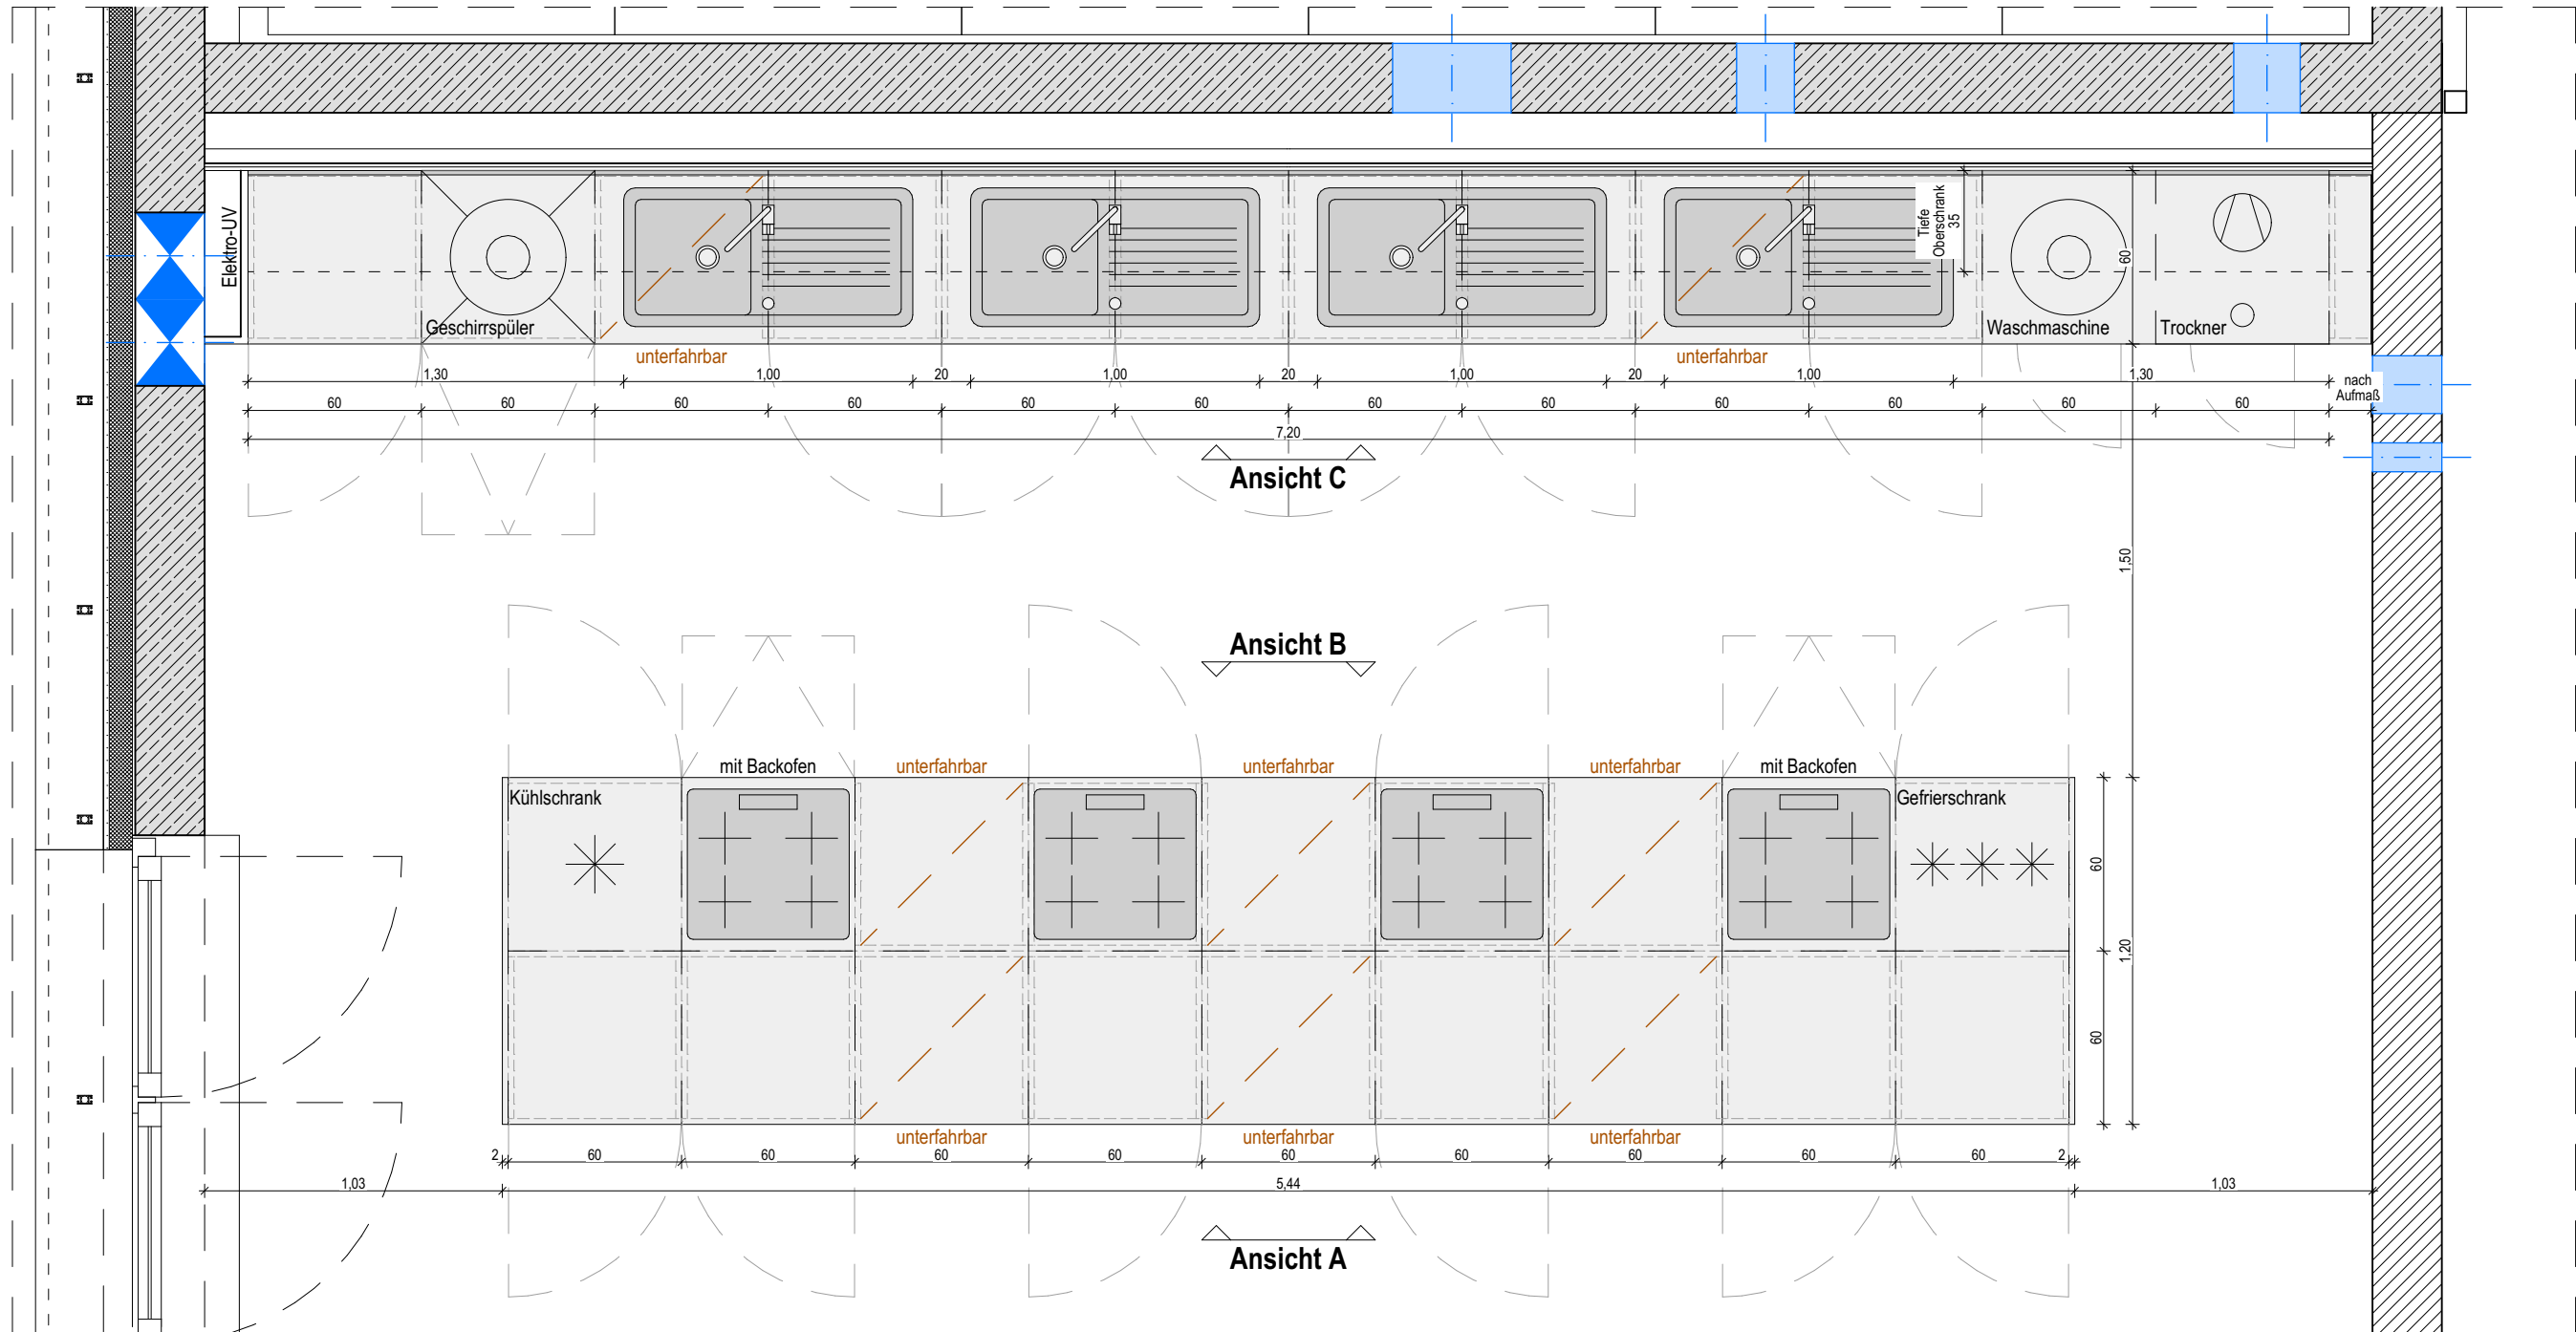 Elektro-UV
Geschirrspüler
Tiefe
Oberschrank
35
60
Waschmaschine
Trockner
unterfahrbar
unterfahrbar
1,30
1,00
20
1,00
20
1,00
20
1,00
1,30
nach
Aufmaß
60
60
60
60
60
60
60
60
60
60
60
60
7,20
Ansicht C
1,50
Ansicht B
mit Backofen
unterfahrbar
unterfahrbar
unterfahrbar
mit Backofen
Kühlschrank
Gefrierschrank
60
1,20
60
unterfahrbar
unterfahrbar
unterfahrbar
2
60
60
60
60
60
60
60
60
60
2
1,03
5,44
1,03
Ansicht A